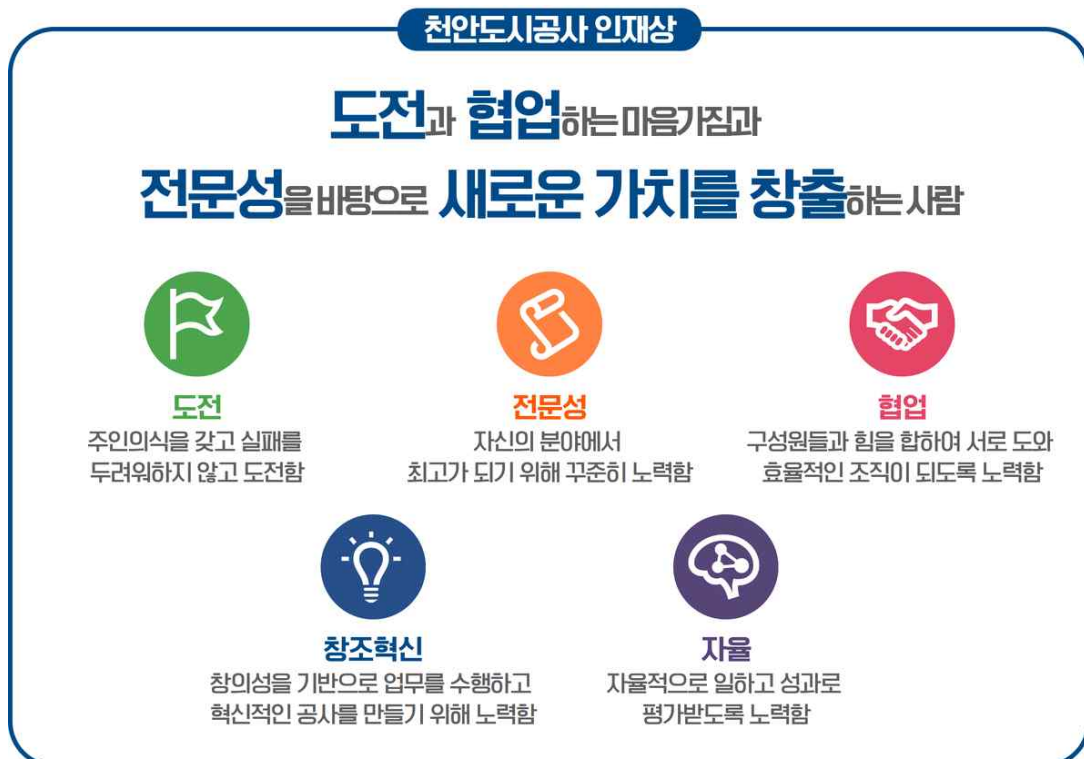 천안도시공사 인재상
도전과 협업하는 마음가짐과
전문성을 바탕으로 새로운 가치를 창출하는 사람
도전
주인의식을 갖고 실패를
두려워하지 않고 도전함
전문성
자신의 분야에서
최고가 되기 위해 꾸준히 노력함
협업
구성원들과 힘을 합하여 서로 도와
효율적인 조직이 되도록 노력함
창조혁신
창의성을 기반으로 업무를 수행하고
혁신적인 공사를 만들기 위해 노력함
자율
자율적으로 일하고 성과로
평가받도록 노력함